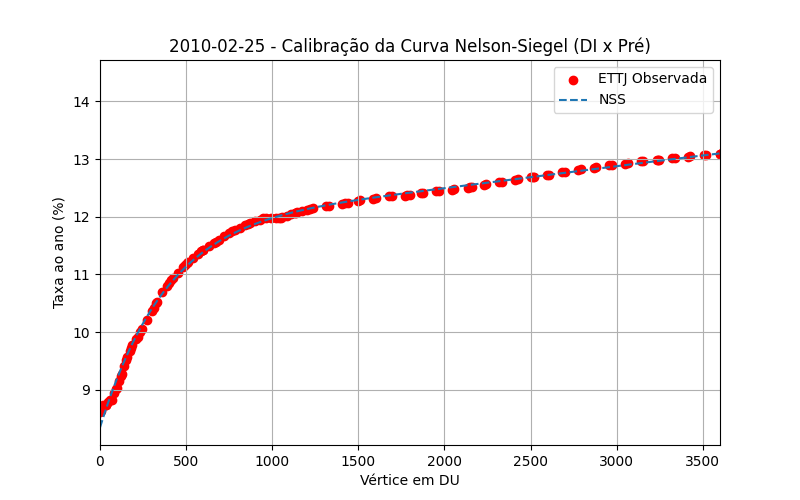 2010-02-25 - Calibração da Curva Nelson-Siegel (DI x Pré)
ETTJ Observada
NSS
Taxa ao ano (%)
14
13
12
11
10
9
0 500 1000 1500 2000 2500 3000 3500
Vértice em DU